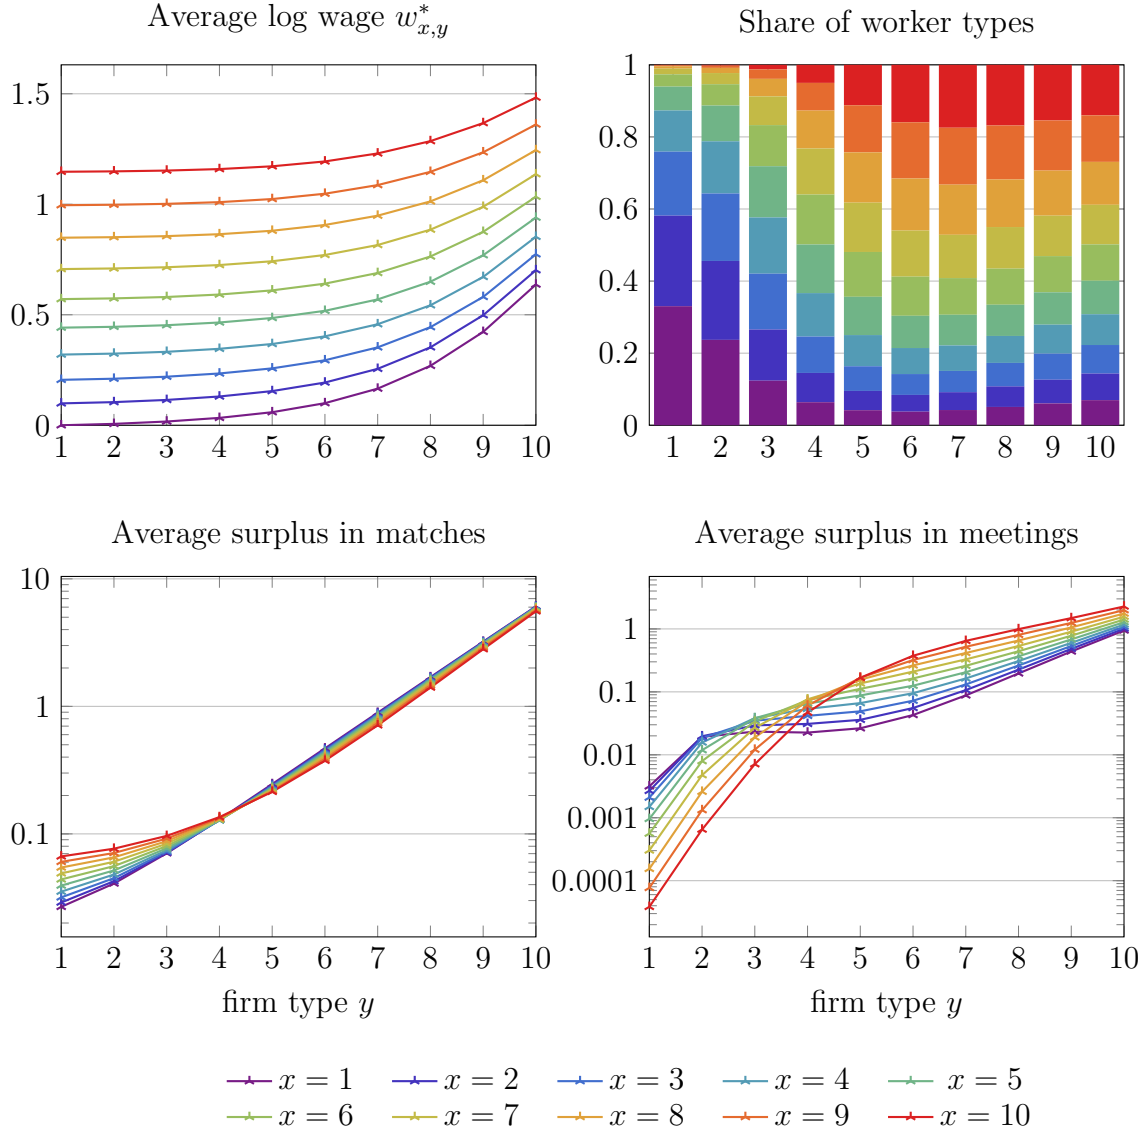 Average log wage w*x,y
Share of worker types
1.5
1
0.5
0
1 2 3 4 5 6 7 8 9 10
1
0.8
0.6
0.4
0.2
0
1 2 3 4 5 6 7 8 9 10
Average surplus in matches
Average surplus in meetings
10
1
0.1
1 2 3 4 5 6 7 8 9 10
firm type y
1
0.1
0.01
0.001
0.0001
1 2 3 4 5 6 7 8 9 10
firm type y
x = 1 x = 2 x = 3 x = 4 x = 5
x = 6 x = 7 x = 8 x = 9 x = 10